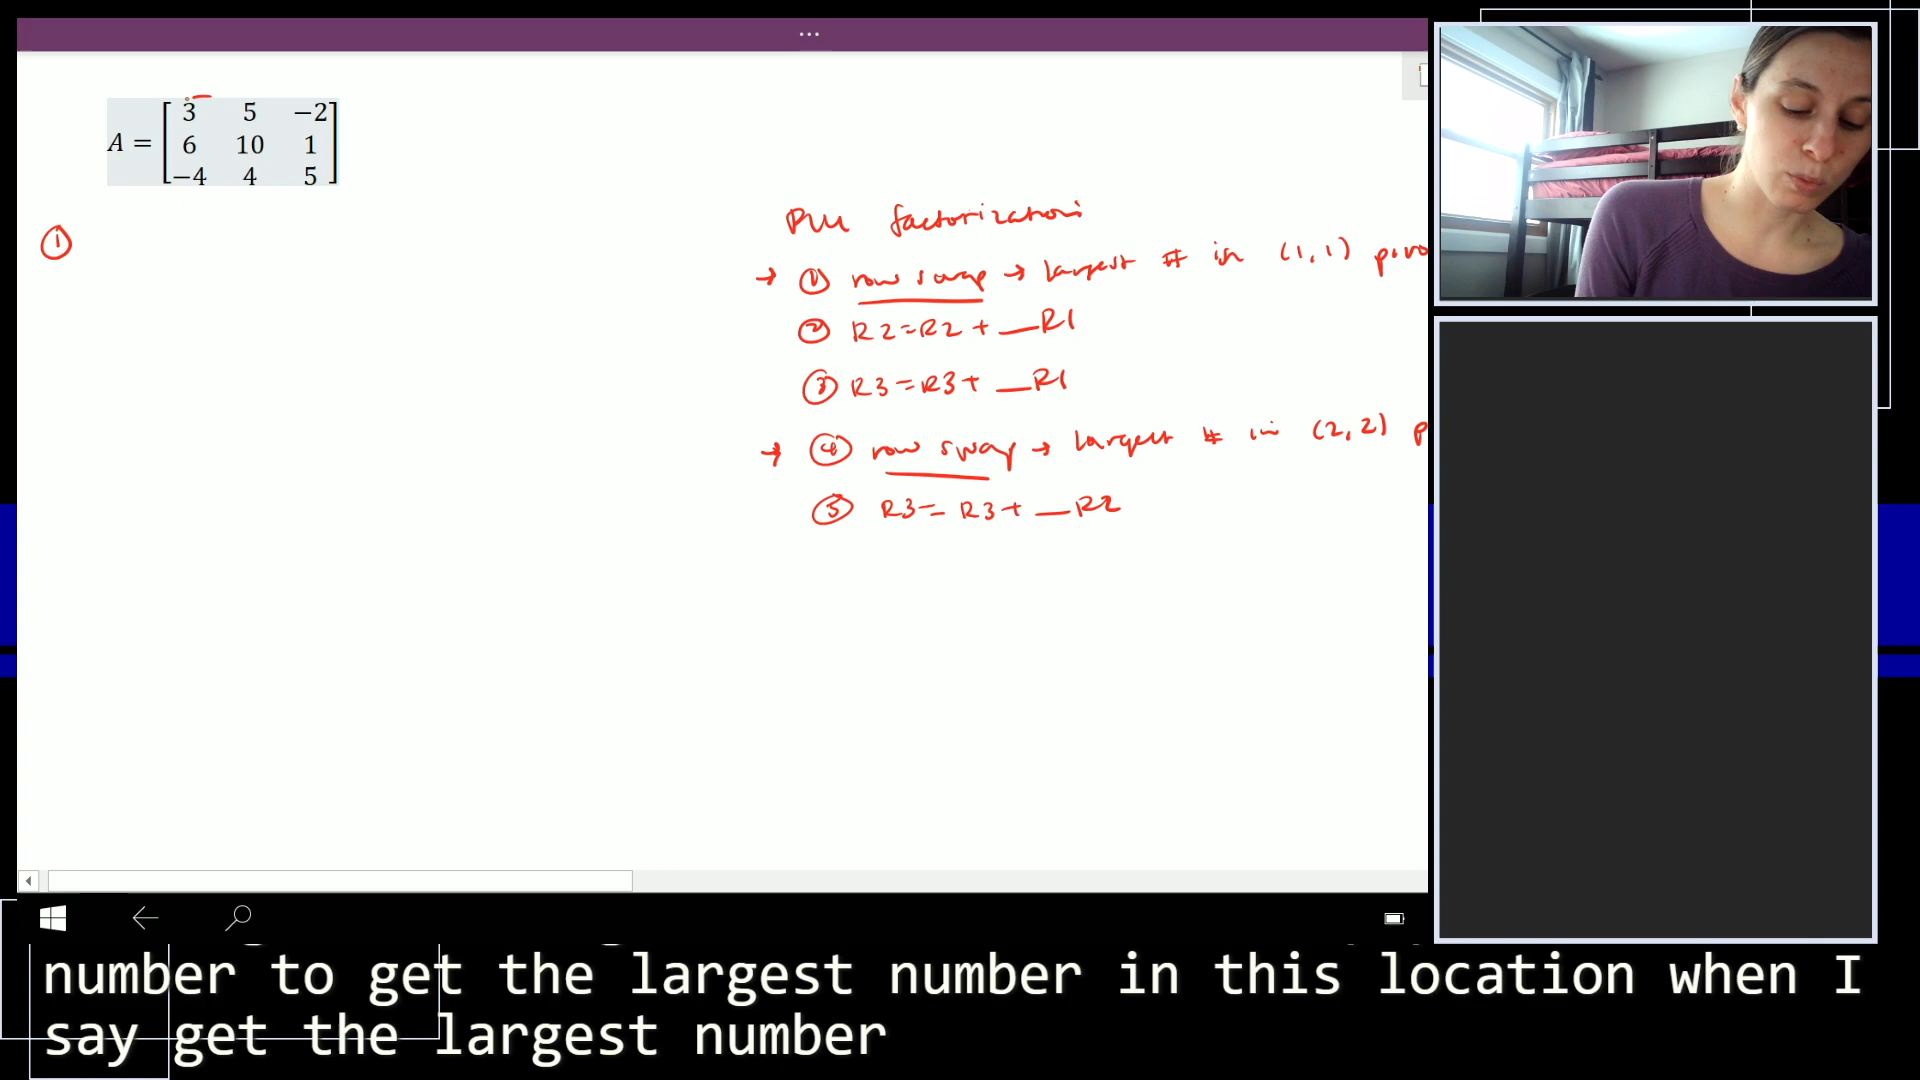 ...
A = [ 3 5 −2
6 10 1
−4 4 5 ]
①
PLU factorization
→ ① row swap → largest # in (1,1) pivo
② R2=R2 + __R1
③ R3=R3+ __R1
→ ④ row swap → largest # in (2,2) p
⑤ R3= R3+ __R2
number to get the largest number in this location when I
say get the largest number